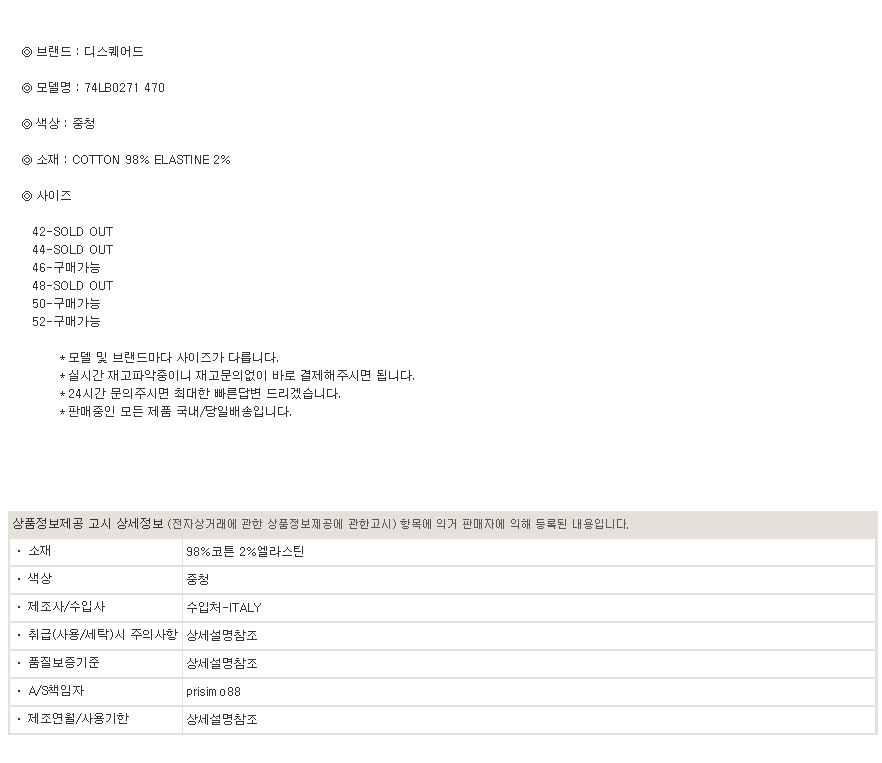 ◎ 브랜드 : 디스퀘어드
◎ 모델명 : 74LB0271 470
◎ 색상 : 중청
◎ 소재 : COTTON 98% ELASTINE 2%
◎ 사이즈
42-SOLD OUT
44-SOLD OUT
46-구매가능
48-SOLD OUT
50-구매가능
52-구매가능
* 모델 및 브랜드마다 사이즈가 다릅니다.
* 실시간 재고파악중이니 재고문의없이 바로 결제해주시면 됩니다.
* 24시간 문의주시면 최대한 빠른답변 드리겠습니다.
* 판매중인 모든 제품 국내/당일배송입니다.
상품정보제공 고시 상세정보 (전자상거래에 관한 상품정보제공에 관한고시) 항목에 의거 판매자에 의해 등록된 내용입니다.
· 소재 98%코튼 2%엘라스틴
· 색상 중청
· 제조사/수입사 수입처-ITALY
· 취급(사용/세탁)시 주의사항 상세설명참조
· 품질보증기준 상세설명참조
· A/S책임자 prisimo88
· 제조연월/사용기한 상세설명참조